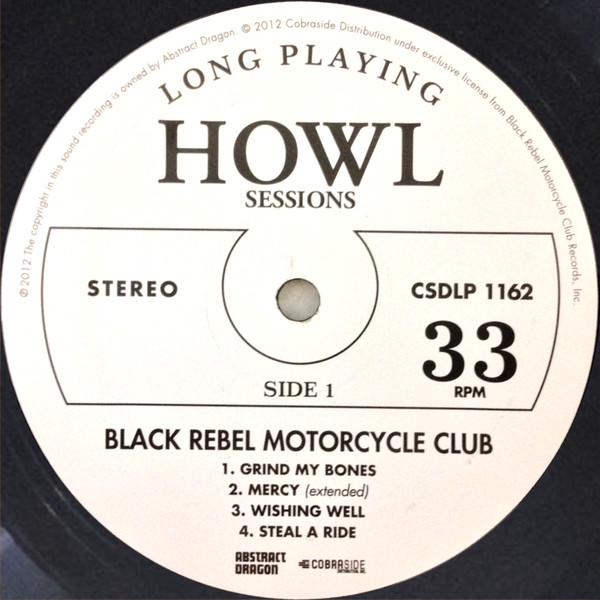 ℗ 2012 The copyright in this sound recording is owned by Abstract Dragon. © 2012 Cobraside Distribution under exclusive license from Black Rebel Motorcycle Club Records, Inc.
LONG PLAYING
HOWL
SESSIONS
STEREO
CSDLP 1162
33
RPM
SIDE 1
BLACK REBEL MOTORCYCLE CLUB
1. GRIND MY BONES
2. MERCY (extended)
3. WISHING WELL
4. STEAL A RIDE
ABSTRACT
DRAGON
COBRASIDE
DISTRIBUTION, INC.